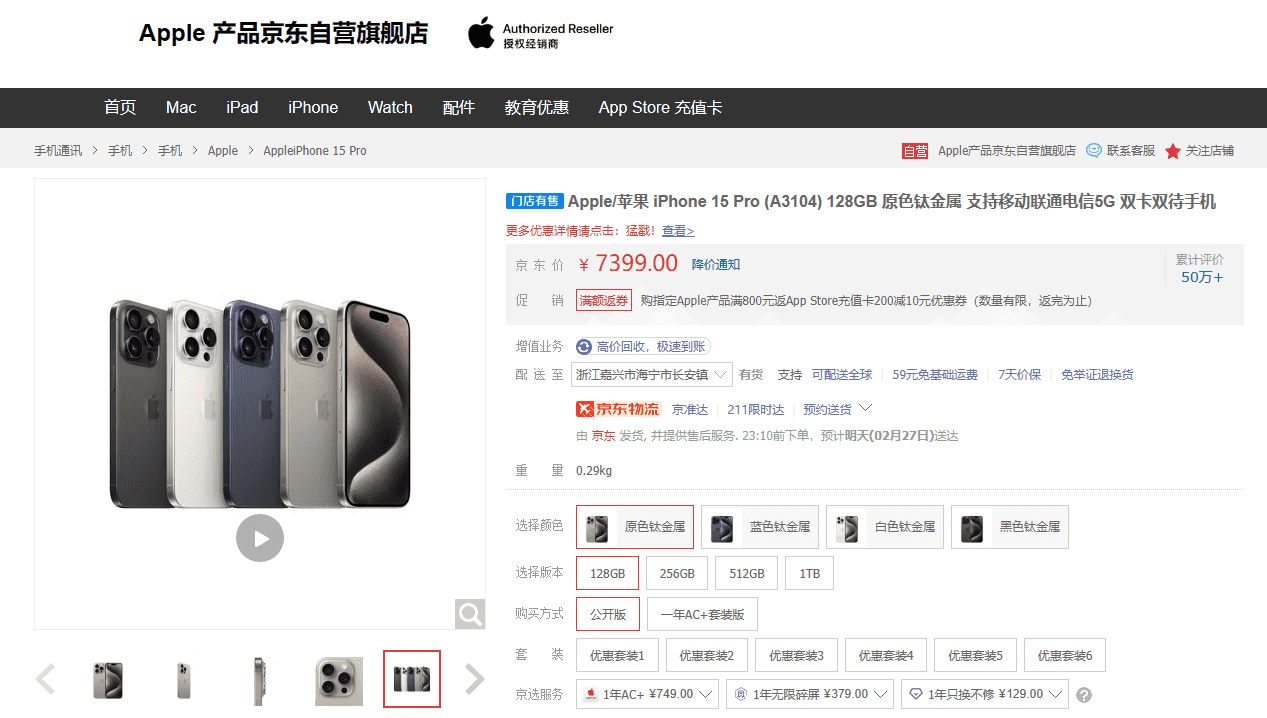 Apple 产品京东自营旗舰店
Authorized Reseller
授权经销商
首页 Mac iPad iPhone Watch 配件 教育优惠 App Store 充值卡
手机通讯 > 手机 > 手机 > Apple > AppleiPhone 15 Pro
自营 Apple产品京东自营旗舰店 联系客服 关注店铺
门店有售 Apple/苹果 iPhone 15 Pro (A3104) 128GB 原色钛金属 支持移动联通电信5G 双卡双待手机
更多优惠详情请点击：猛戳！查看>
京东价 ¥ 7399.00 降价通知
累计评价
50万+
促销 满额返券 购指定Apple产品满800元返App Store充值卡200减10元优惠券（数量有限，返完为止）
增值业务 高价回收，极速到账
配送至 浙江嘉兴市海宁市长安镇 有货 支持 可配送全球 59元免基础运费 7天价保 免举证退换货
京东物流 京准达 211限时达 预约送货
由 京东 发货, 并提供售后服务. 23:10前下单，预计明天(02月27日)送达
重量 0.29kg
选择颜色 原色钛金属 蓝色钛金属 白色钛金属 黑色钛金属
选择版本 128GB 256GB 512GB 1TB
购买方式 公开版 一年AC+套装版
套装 优惠套装1 优惠套装2 优惠套装3 优惠套装4 优惠套装5 优惠套装6
京选服务 1年AC+ ¥749.00 1年无限碎屏 ¥379.00 1年只换不修 ¥129.00 ?